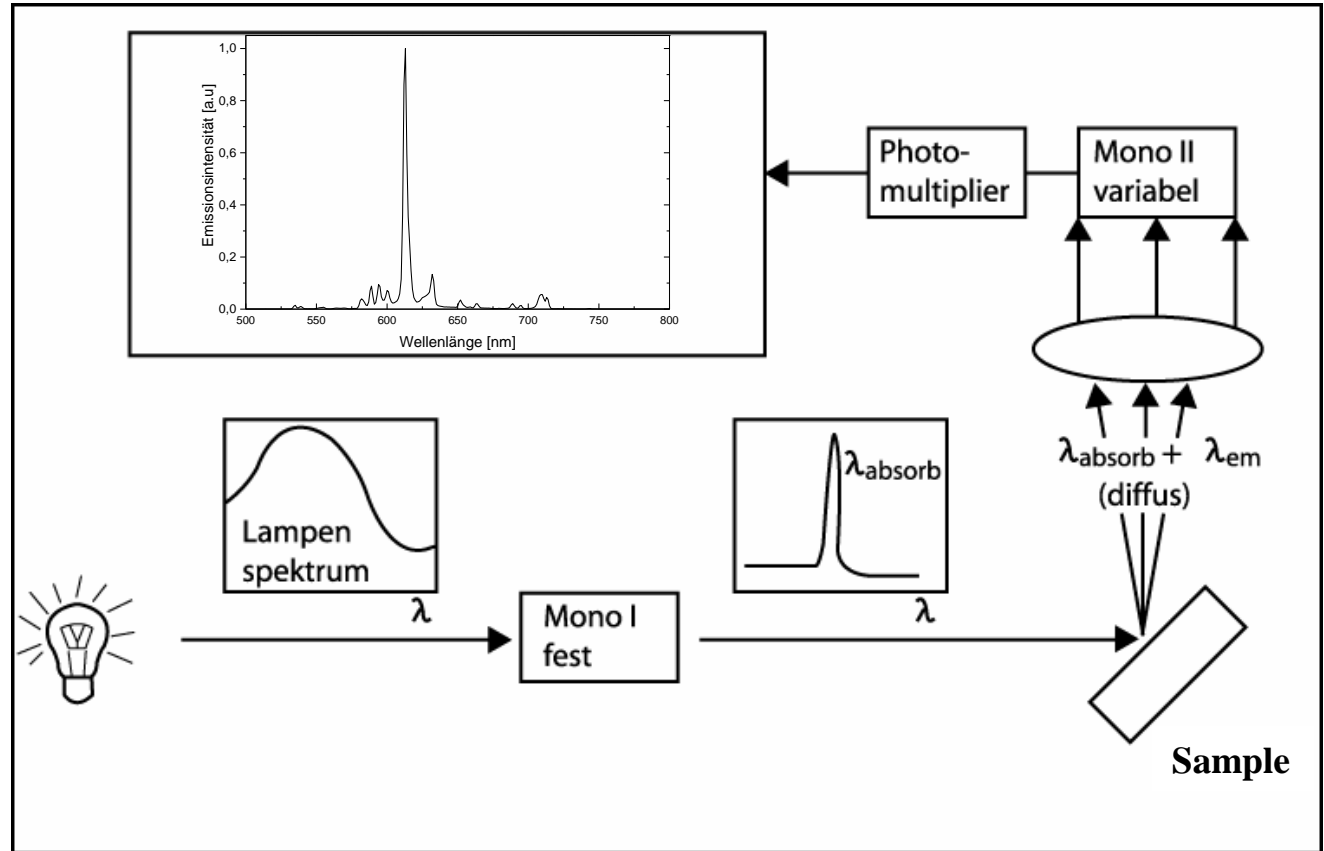 1,0
0,8
0,6
0,4
0,2
0,0
Emissionsintensität [a.u]
500 550 600 650 700 750 800
Wellenlänge [nm]
Photo-
multiplier
Mono II
variabel
λabsorb + λem
(diffus)
Lampen
spektrum
λ
Mono I
fest
λabsorb
λ
Sample